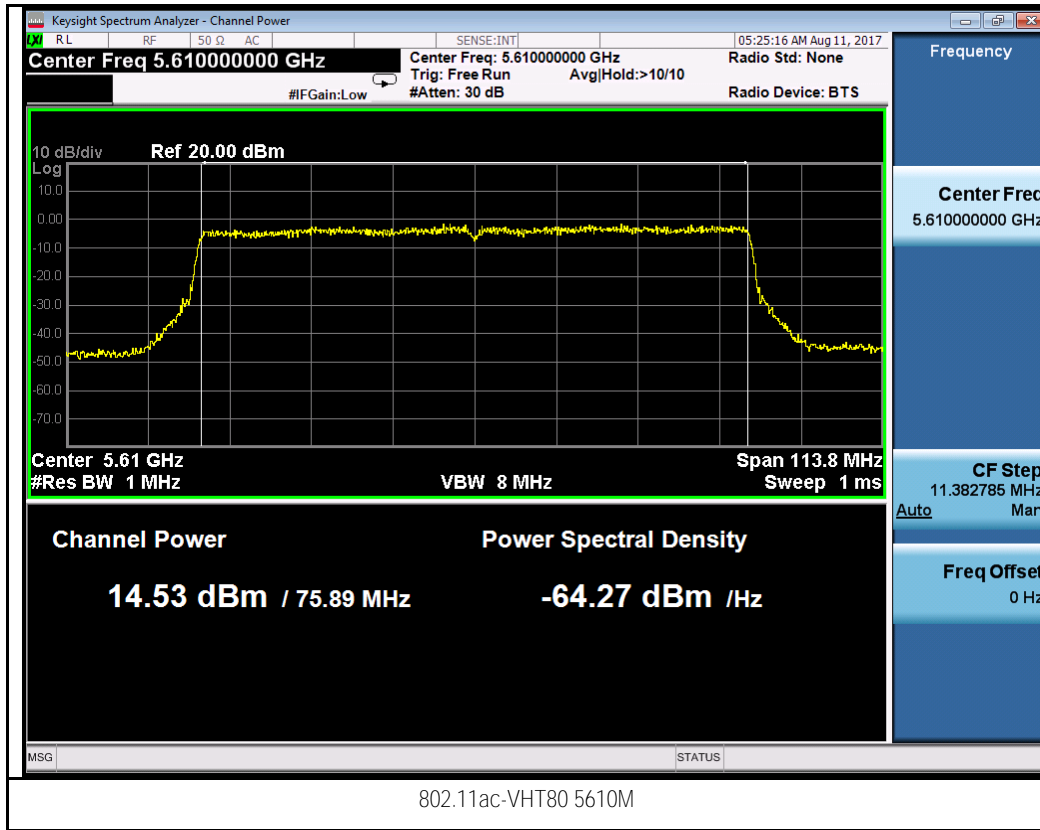 Keysight Spectrum Analyzer - Channel Power
LXI RL RF 50 Ω AC SENSE:INT 05:25:16 AM Aug 11, 2017
Center Freq 5.610000000 GHz
#IFGain:Low
Center Freq: 5.610000000 GHz
Trig: Free Run Avg|Hold:>10/10
#Atten: 30 dB
Radio Std: None
Radio Device: BTS
10 dB/div Ref 20.00 dBm
Log
10.0
0.00
-10.0
-20.0
-30.0
-40.0
-50.0
-60.0
-70.0
Center 5.61 GHz Span 113.8 MHz
#Res BW 1 MHz VBW 8 MHz Sweep 1 ms
Channel Power Power Spectral Density
14.53 dBm / 75.89 MHz -64.27 dBm /Hz
MSG STATUS
Frequency
Center Freq
5.610000000 GHz
CF Step
11.382785 MHz
Auto Man
Freq Offset
0 Hz
802.11ac-VHT80 5610M